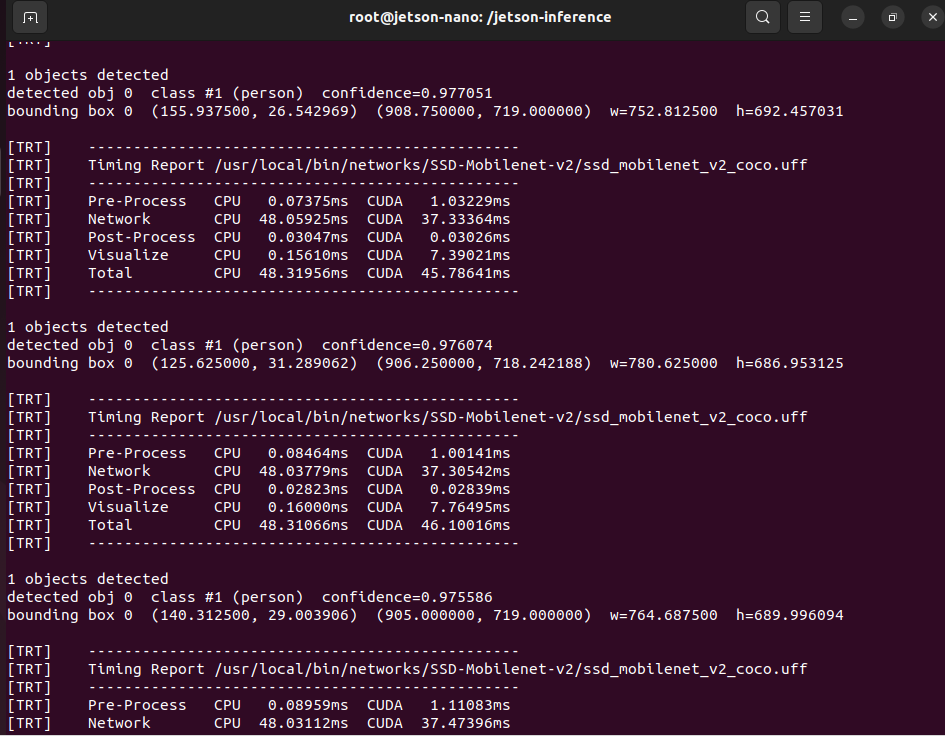 root@jetson-nano: /jetson-inference
[TRT]
1 objects detected
detected obj 0  class #1 (person)  confidence=0.977051
bounding box 0  (155.937500, 26.542969)  (908.750000, 719.000000)  w=752.812500  h=692.457031
[TRT]    ------------------------------------------------
[TRT]    Timing Report /usr/local/bin/networks/SSD-Mobilenet-v2/ssd_mobilenet_v2_coco.uff
[TRT]    ------------------------------------------------
[TRT]    Pre-Process   CPU   0.07375ms  CUDA   1.03229ms
[TRT]    Network       CPU  48.05925ms  CUDA  37.33364ms
[TRT]    Post-Process  CPU   0.03047ms  CUDA   0.03026ms
[TRT]    Visualize     CPU   0.15610ms  CUDA   7.39021ms
[TRT]    Total         CPU  48.31956ms  CUDA  45.78641ms
[TRT]    ------------------------------------------------
1 objects detected
detected obj 0  class #1 (person)  confidence=0.976074
bounding box 0  (125.625000, 31.289062)  (906.250000, 718.242188)  w=780.625000  h=686.953125
[TRT]    ------------------------------------------------
[TRT]    Timing Report /usr/local/bin/networks/SSD-Mobilenet-v2/ssd_mobilenet_v2_coco.uff
[TRT]    ------------------------------------------------
[TRT]    Pre-Process   CPU   0.08464ms  CUDA   1.00141ms
[TRT]    Network       CPU  48.03779ms  CUDA  37.30542ms
[TRT]    Post-Process  CPU   0.02823ms  CUDA   0.02839ms
[TRT]    Visualize     CPU   0.16000ms  CUDA   7.76495ms
[TRT]    Total         CPU  48.31066ms  CUDA  46.10016ms
[TRT]    ------------------------------------------------
1 objects detected
detected obj 0  class #1 (person)  confidence=0.975586
bounding box 0  (140.312500, 29.003906)  (905.000000, 719.000000)  w=764.687500  h=689.996094
[TRT]    ------------------------------------------------
[TRT]    Timing Report /usr/local/bin/networks/SSD-Mobilenet-v2/ssd_mobilenet_v2_coco.uff
[TRT]    ------------------------------------------------
[TRT]    Pre-Process   CPU   0.08959ms  CUDA   1.11083ms
[TRT]    Network       CPU  48.03112ms  CUDA  37.47396ms